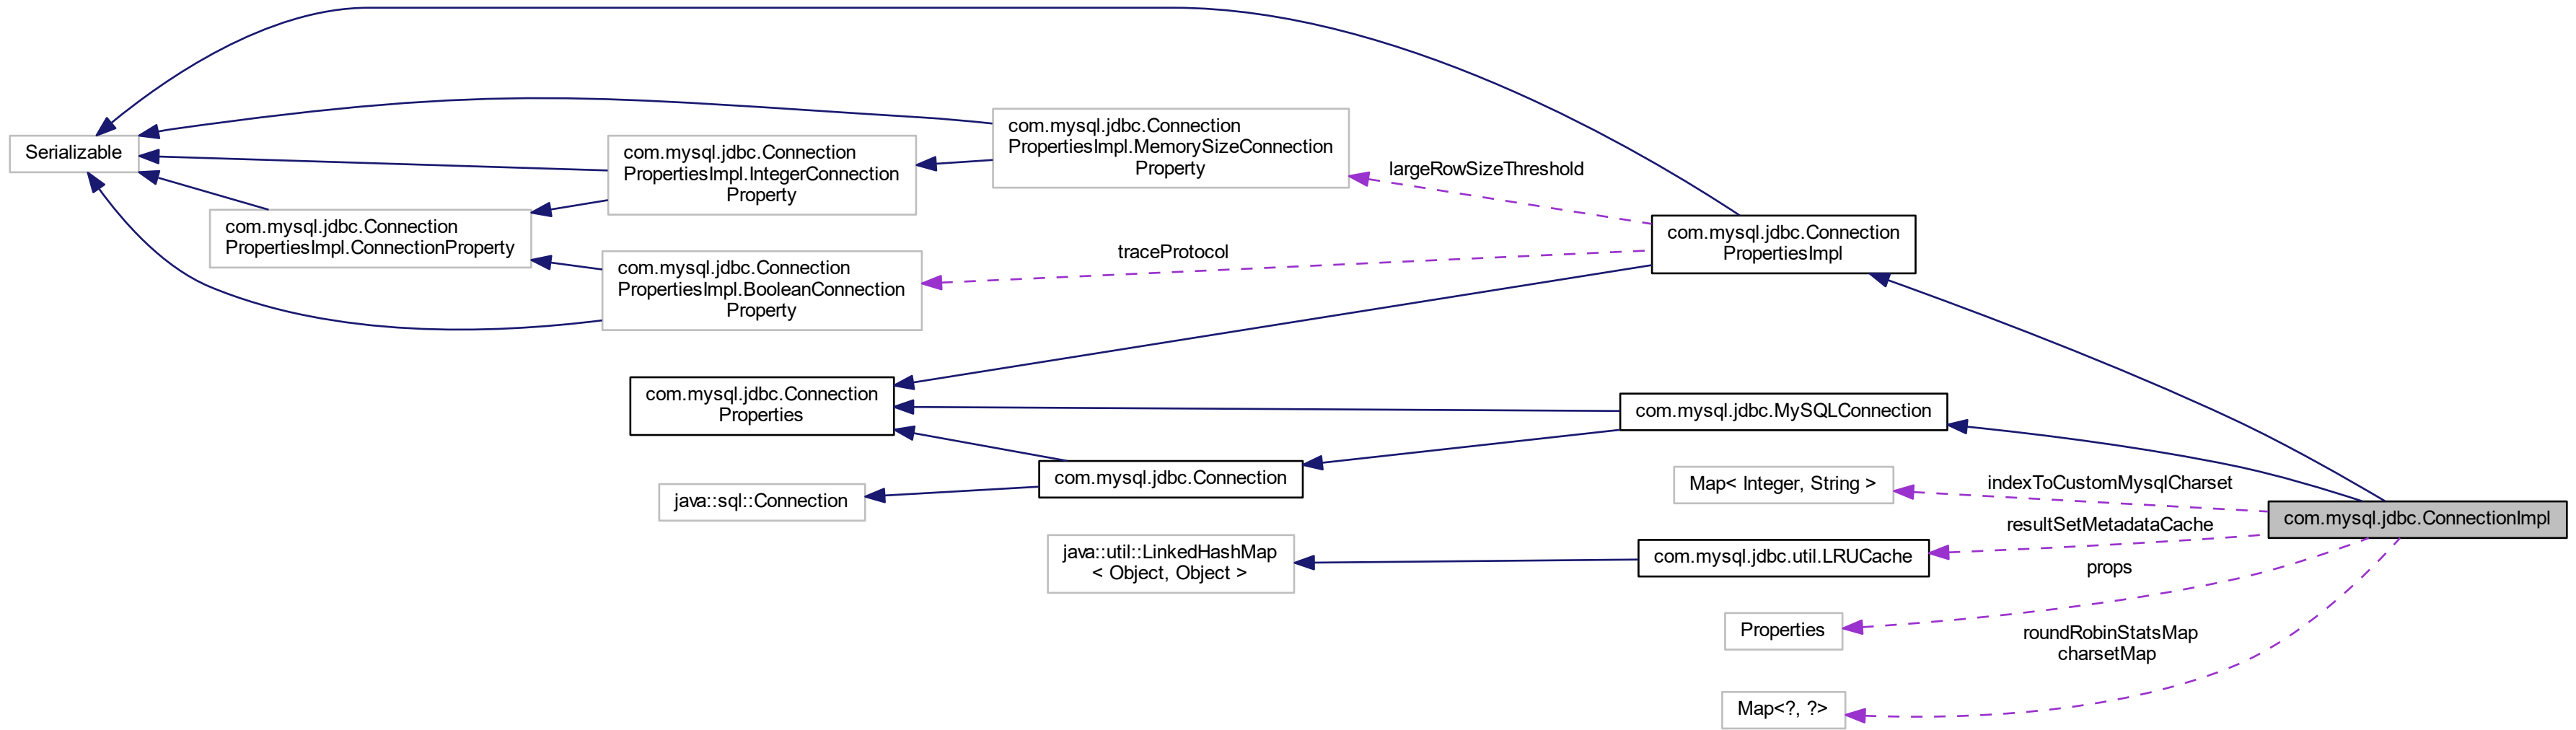 Serializable
com.mysql.jdbc.Connection
PropertiesImpl.ConnectionProperty
com.mysql.jdbc.Connection
PropertiesImpl.IntegerConnection
Property
com.mysql.jdbc.Connection
PropertiesImpl.BooleanConnection
Property
com.mysql.jdbc.Connection
PropertiesImpl.MemorySizeConnection
Property
largeRowSizeThreshold
traceProtocol
com.mysql.jdbc.Connection
PropertiesImpl
com.mysql.jdbc.Connection
Properties
com.mysql.jdbc.MySQLConnection
com.mysql.jdbc.Connection
java::sql::Connection
Map< Integer, String >
indexToCustomMysqlCharset
com.mysql.jdbc.ConnectionImpl
resultSetMetadataCache
java::util::LinkedHashMap
< Object, Object >
com.mysql.jdbc.util.LRUCache
props
Properties
roundRobinStatsMap
charsetMap
Map<?, ?>